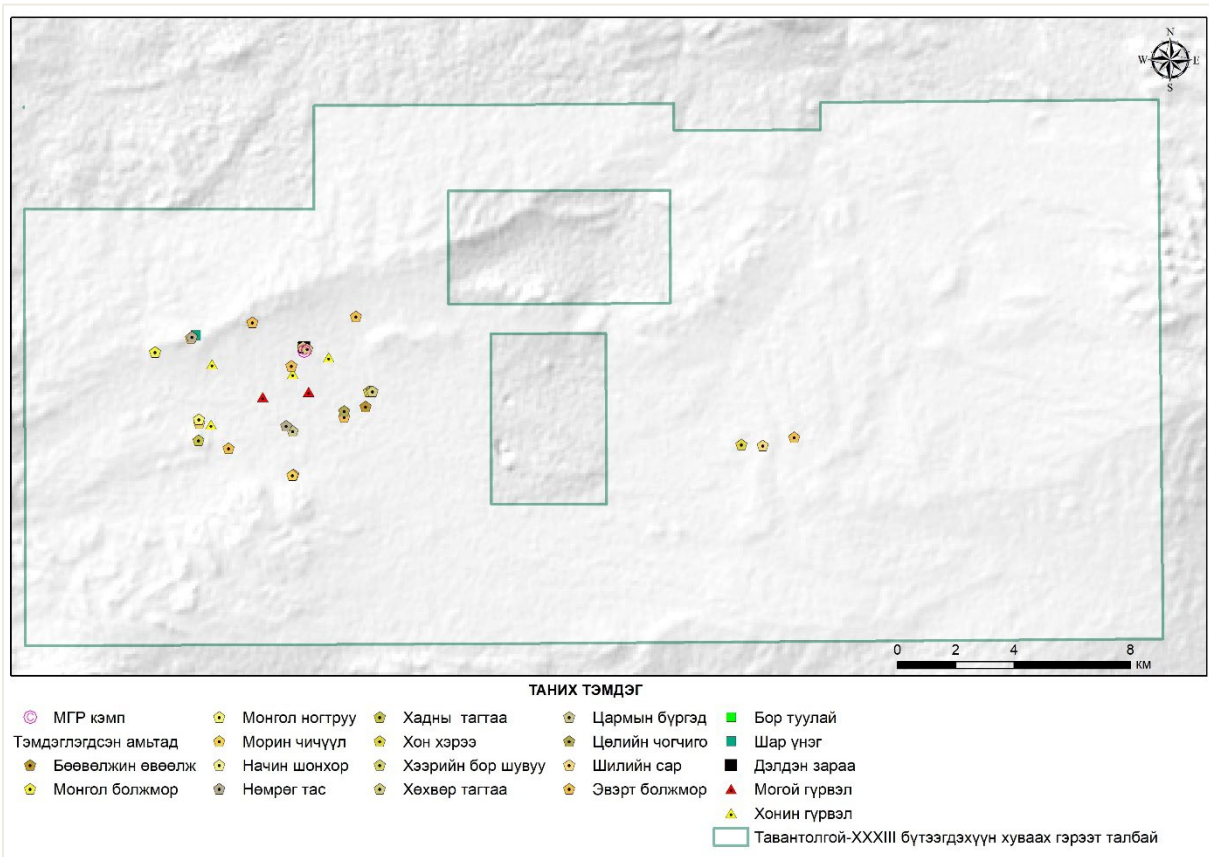 N
W E
S
0 2 4 8
КМ
ТАНИХ ТЭМДЭГ
МГР кэмп
Тэмдэглэгдсэн амьтад
Бөөвөлжин өвөөлж
Монгол болжмор
Монгол ногтруу
Морин чичүүл
Начин шонхор
Нөмрөг тас
Хадны тагтаа
Хон хэрээ
Хээрийн бор шувуу
Хөхвөр тагтаа
Цармын бүргэд
Цөлийн чогчиго
Шилийн сар
Эвэрт болжмор
Бор туулай
Шар үнэг
Дэлдэн зараа
Могой гүрвэл
Хонин гүрвэл
Тавантолгой-XXXIII бүтээгдэхүүн хуваах гэрээт талбай